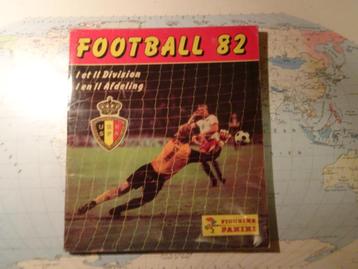 FOOTBALL 82
I et II Division
I en II Afdeling
FIGURINE
PANINI